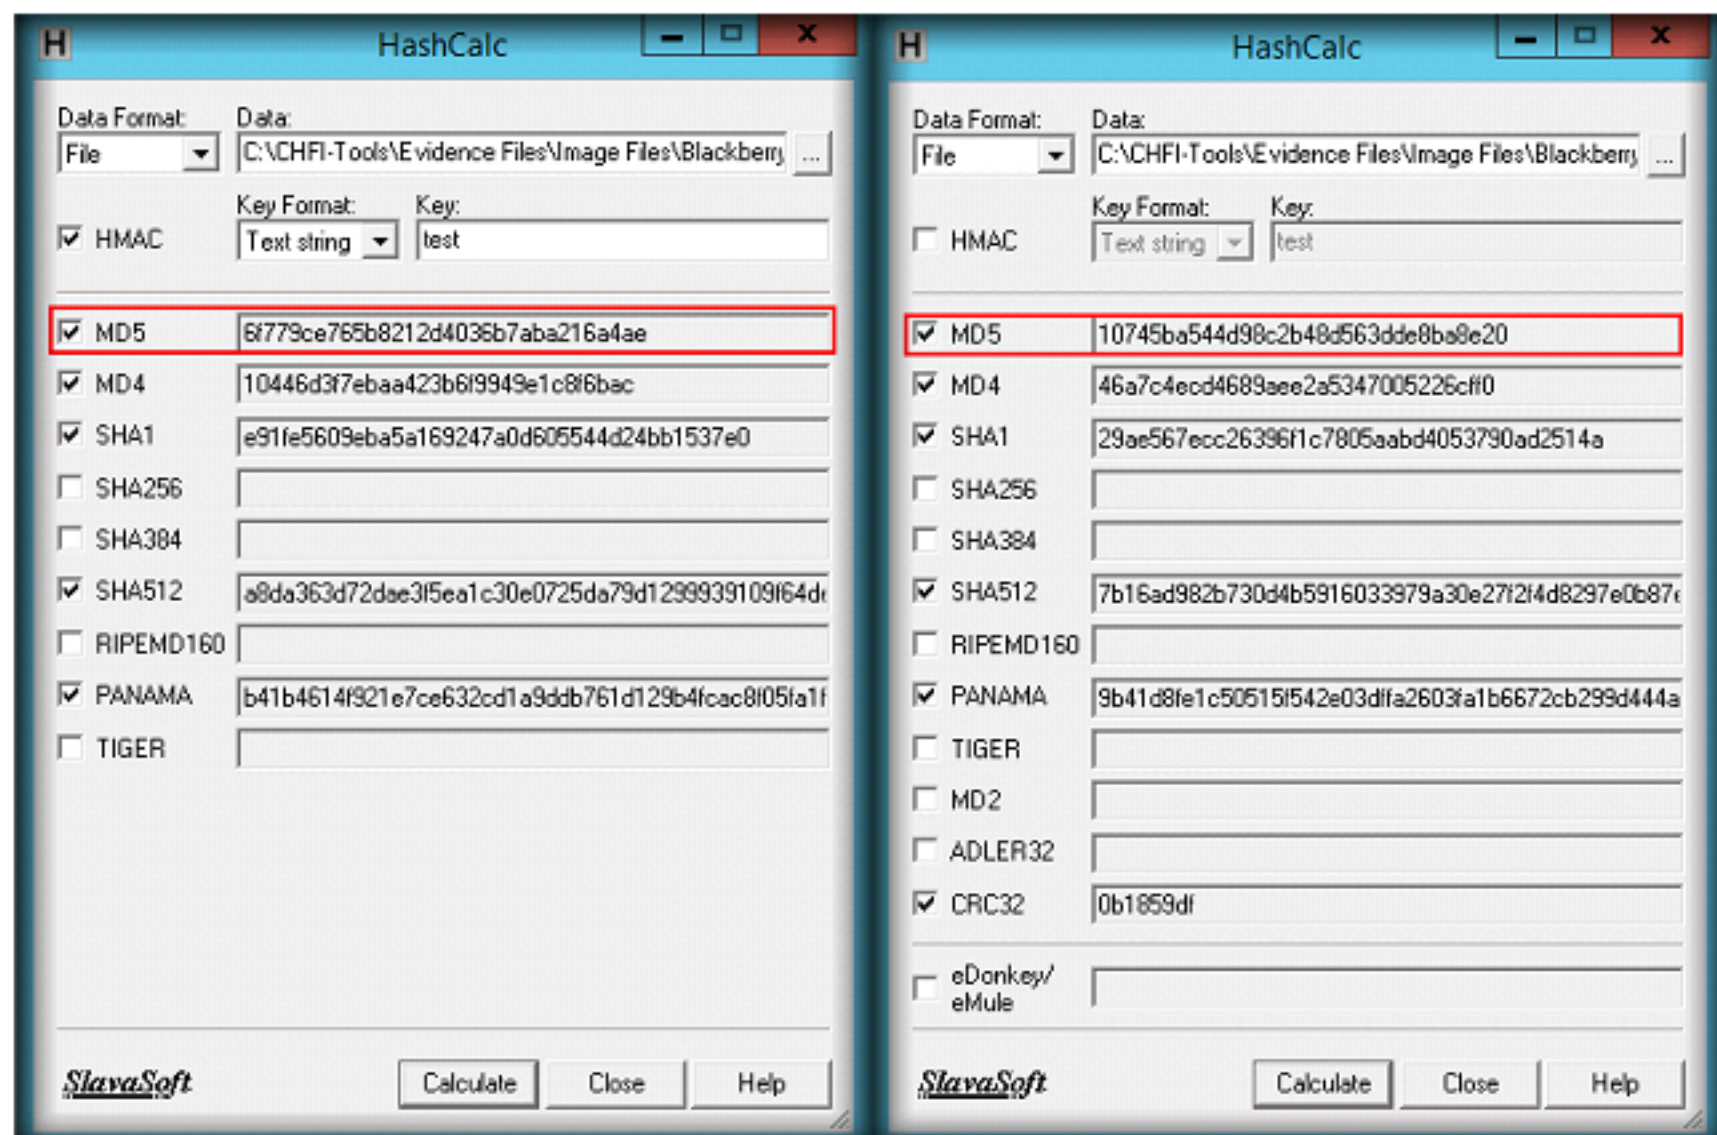 H HashCalc
Data Format: Data:
File C:\CHFI-Tools\Evidence Files\Image Files\Blackberry ...
Key Format: Key:
HMAC Text string test
MD5 6f779ce765b8212d4036b7aba216a4ae
MD4 10446d3f7ebaa423b6f9949e1c8f6bac
SHA1 e91fe5609eba5a169247a0d605544d24bb1537e0
SHA256
SHA384
SHA512 a8da363d72dae3f5ea1c30e0725da79d1299939109f64de
RIPEMD160
PANAMA b41b4614f921e7ce632cd1a9ddb761d129b4fcac8f05fa1f
TIGER
SlavaSoft Calculate Close Help
H HashCalc
Data Format: Data:
File C:\CHFI-Tools\Evidence Files\Image Files\Blackberry ...
Key Format: Key:
HMAC Text string test
MD5 10745ba544d98c2b48d563dde8ba8e20
MD4 46a7c4ecd4689aee2a5347005226cff0
SHA1 29ae567ecc26396f1c7805aabd4053790ad2514a
SHA256
SHA384
SHA512 7b16ad982b730d4b5916033979a30e27f2f4d8297e0b87e
RIPEMD160
PANAMA 9b41d8fe1c50515f542e03dffa2603fa1b6672cb299d444a
TIGER
MD2
ADLER32
CRC32 0b1859df
eDonkey/
eMule
SlavaSoft Calculate Close Help